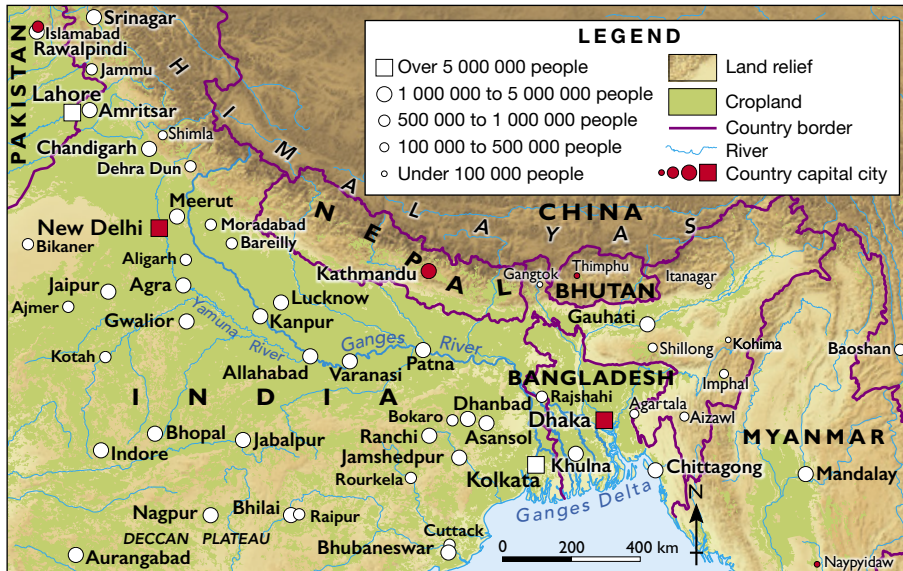 LEGEND
Over 5 000 000 people
1 000 000 to 5 000 000 people
500 000 to 1 000 000 people
100 000 to 500 000 people
Under 100 000 people
Land relief
Cropland
Country border
River
Country capital city
Srinagar
Islamabad
Rawalpindi
PAKISTAN
Jammu
Lahore
Amritsar
HIMALAYAS
Shimla
Chandigarh
Dehra Dun
Meerut
New Delhi
Moradabad
Bikaner
Bareilly
Aligarh
NEPAL
CHINA
Kathmandu
Gangtok
Thimphu
Itanagar
BHUTAN
Jaipur
Agra
Ajmer
Lucknow
Gwalior
Kanpur
Gauhati
Yamuna
River
Ganges
River
Kotah
Allahabad
Varanasi
Patna
Shillong
Kohima
Baoshan
BANGLADESH
Imphal
INDIA
Rajshahi
Bokaro
Dhanbad
Dhaka
Agartala
Aizawl
Bhopal
Jabalpur
Ranchi
Asansol
MYANMAR
Indore
Jamshedpur
Kolkata
Khulna
Chittagong
Mandalay
Rourkela
Ganges Delta
N
Nagpur
Bhilai
Raipur
DECCAN PLATEAU
Cuttack
Bhubaneswar
Aurangabad
0 200 400 km
Naypyidaw